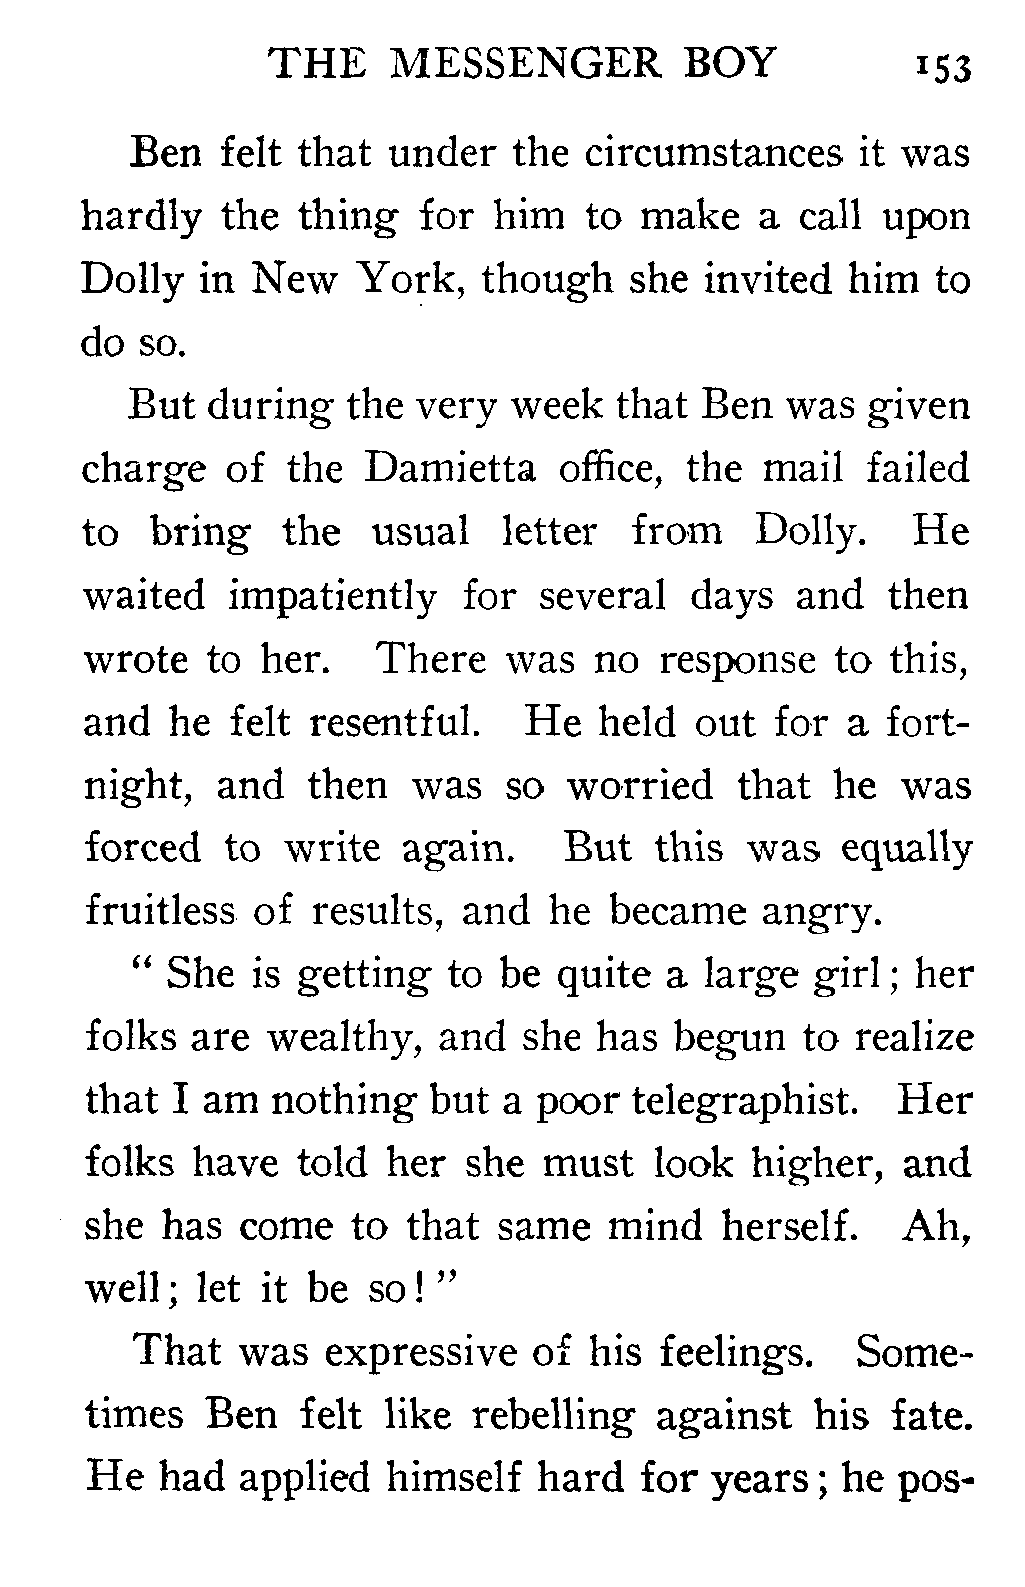 THE MESSENGER BOY 153
Ben felt that under the circumstances it was
hardly the thing for him to make a call upon
Dolly in New York, though she invited him to
do so.
But during the very week that Ben was given
charge of the Damietta office, the mail failed
to bring the usual letter from Dolly. He
waited impatiently for several days and then
wrote to her. There was no response to this,
and he felt resentful. He held out for a fort-
night, and then was so worried that he was
forced to write again. But this was equally
fruitless of results, and he became angry.
“ She is getting to be quite a large girl ; her
folks are wealthy, and she has begun to realize
that I am nothing but a poor telegraphist. Her
folks have told her she must look higher, and
she has come to that same mind herself. Ah,
well ; let it be so ! ”
That was expressive of his feelings. Some-
times Ben felt like rebelling against his fate.
He had applied himself hard for years ; he pos-